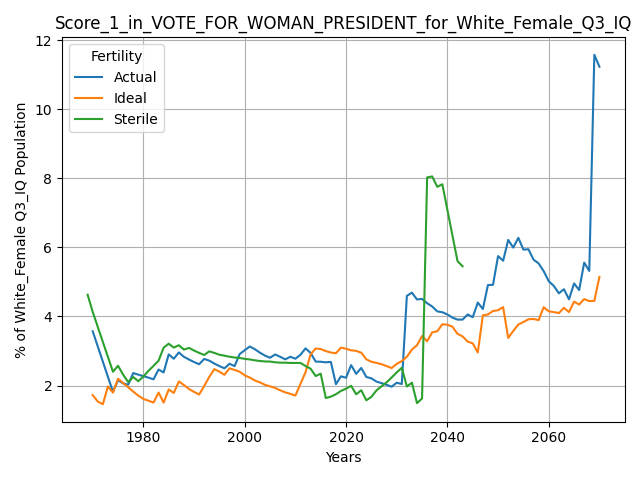 Score_1_in_VOTE_FOR_WOMAN_PRESIDENT_for_White_Female_Q3_IQ
Fertility
Actual
Ideal
Sterile
% of White_Female Q3_IQ Population
12
10
8
6
4
2
1980
2000
2020
2040
2060
Years